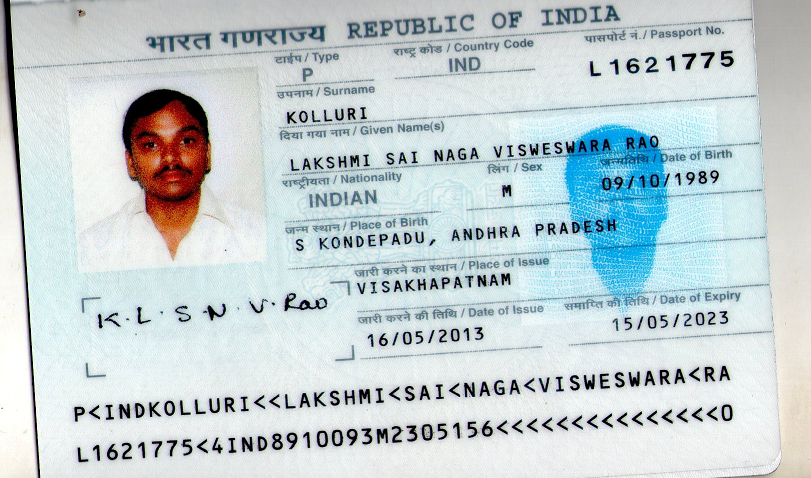 भारत गणराज्य REPUBLIC OF INDIA
टाईप / Type राष्ट्र कोड / Country Code पासपोर्ट नं. / Passport No.
P IND L1621775
उपनाम / Surname
KOLLURI
दिया गया नाम / Given Name(s)
LAKSHMI SAI NAGA VISWESWARA RAO
राष्ट्रीयता / Nationality लिंग / Sex जन्मतिथि / Date of Birth
INDIAN M 09/10/1989
जन्म स्थान / Place of Birth
S KONDEPADU, ANDHRA PRADESH
जारी करने का स्थान / Place of Issue
VISAKHAPATNAM
K.L.S.N.V.Rao
जारी करने की तिथि / Date of Issue समाप्ति की तिथि / Date of Expiry
16/05/2013 15/05/2023
P<INDKOLLURI<<LAKSHMI<SAI<NAGA<VISWESWARA<RA
L1621775<4IND8910093M2305156<<<<<<<<<<<<<<<0